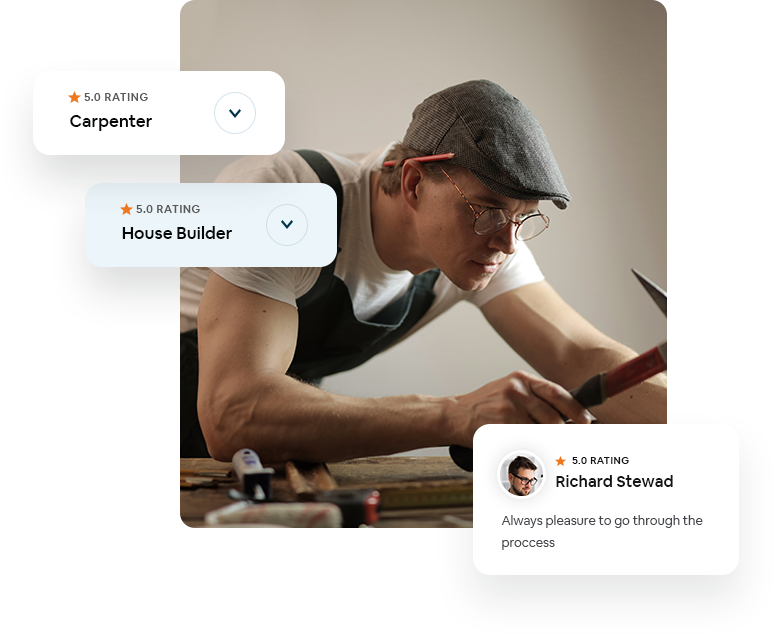 5.0 RATING
Carpenter
5.0 RATING
House Builder
5.0 RATING
Richard Stewad
Always pleasure to go through the
proccess